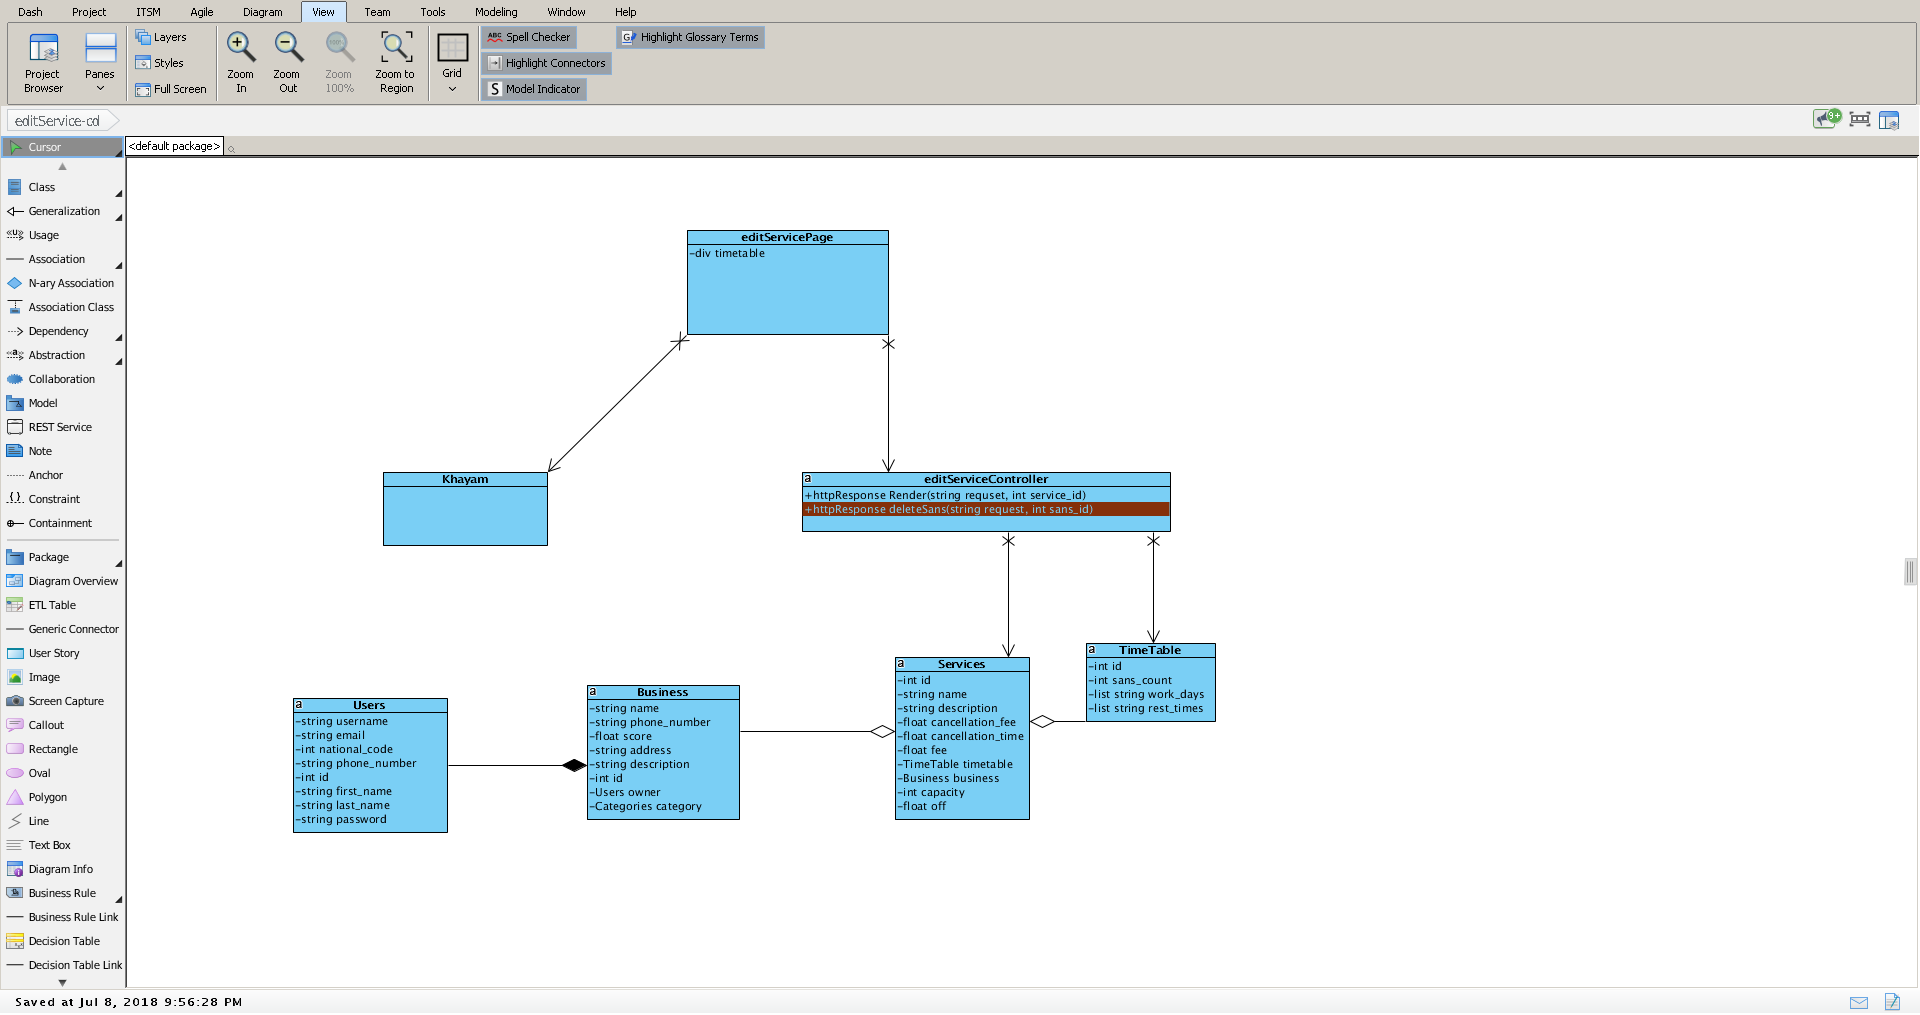 Dash Project ITSM Agile Diagram View Team Tools Modeling Window Help
Project Browser
Panes
Layers
Styles
Full Screen
Zoom In
Zoom Out
Zoom 100%
Zoom to Region
Grid
ABC Spell Checker
Highlight Connectors
S Model Indicator
G Highlight Glossary Terms
editService-cd
9+
Cursor
<default package>
Class
Generalization
Usage
Association
N-ary Association
Association Class
Dependency
Abstraction
Collaboration
Model
REST Service
Note
Anchor
Constraint
Containment
Package
Diagram Overview
ETL Table
Generic Connector
User Story
Image
Screen Capture
Callout
Rectangle
Oval
Polygon
Line
Text Box
Diagram Info
Business Rule
Business Rule Link
Decision Table
Decision Table Link
editServicePage
-div timetable
Khayam
a editServiceController
+httpResponse Render(string requset, int service_id)
+httpResponse deleteSans(string request, int sans_id)
a Users
-string username
-string email
-int national_code
-string phone_number
-int id
-string first_name
-string last_name
-string password
a Business
-string name
-string phone_number
-float score
-string address
-string description
-int id
-Users owner
-Categories category
a Services
-int id
-string name
-string description
-float cancellation_fee
-float cancellation_time
-float fee
-TimeTable timetable
-Business business
-int capacity
-float off
a TimeTable
-int id
-int sans_count
-list string work_days
-list string rest_times
Saved at Jul 8, 2018 9:56:28 PM